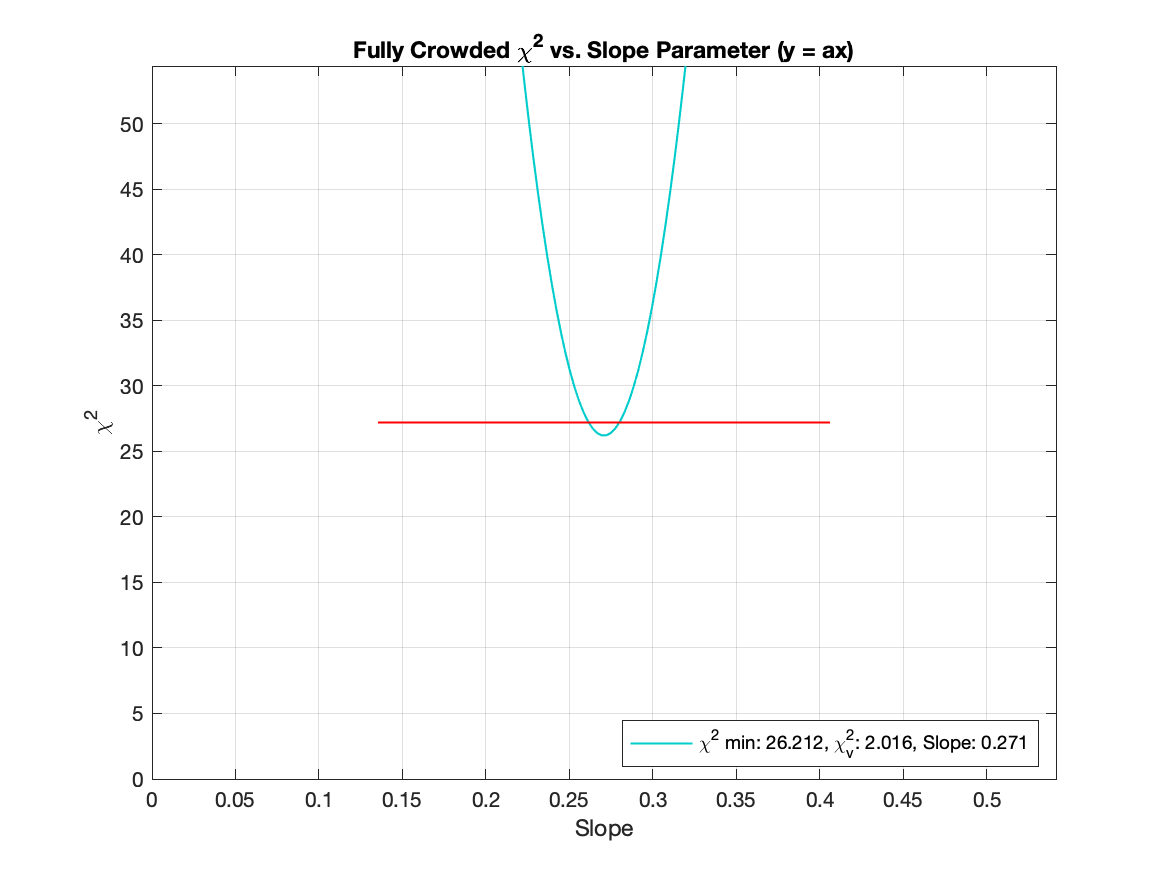 Fully Crowded χ² vs. Slope Parameter (y = ax)
50
45
40
35
30
25
20
15
10
5
0
χ²
0 0.05 0.1 0.15 0.2 0.25 0.3 0.35 0.4 0.45 0.5
Slope
χ² min: 26.212, χ²ᵥ: 2.016, Slope: 0.271